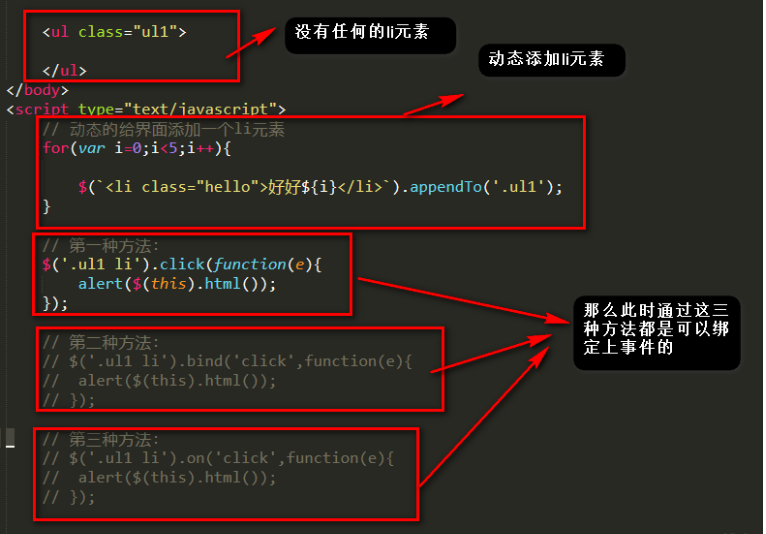 <ul class="ul1">
没有任何的li元素
动态添加li元素
</ul>
</body>
<script type="text/javascript">
// 动态的给界面添加一个li元素
for(var i=0;i<5;i++){
$(`<li class="hello">好好${i}</li>`).appendTo('.ul1');
}
// 第一种方法:
$('.ul1 li').click(function(e){
alert($(this).html());
});
那么此时通过这三
种方法都是可以绑
定上事件的
// 第二种方法:
// $('.ul1 li').bind('click',function(e){
// alert($(this).html());
// });
// 第三种方法:
// $('.ul1 li').on('click',function(e){
// alert($(this).html());
// });